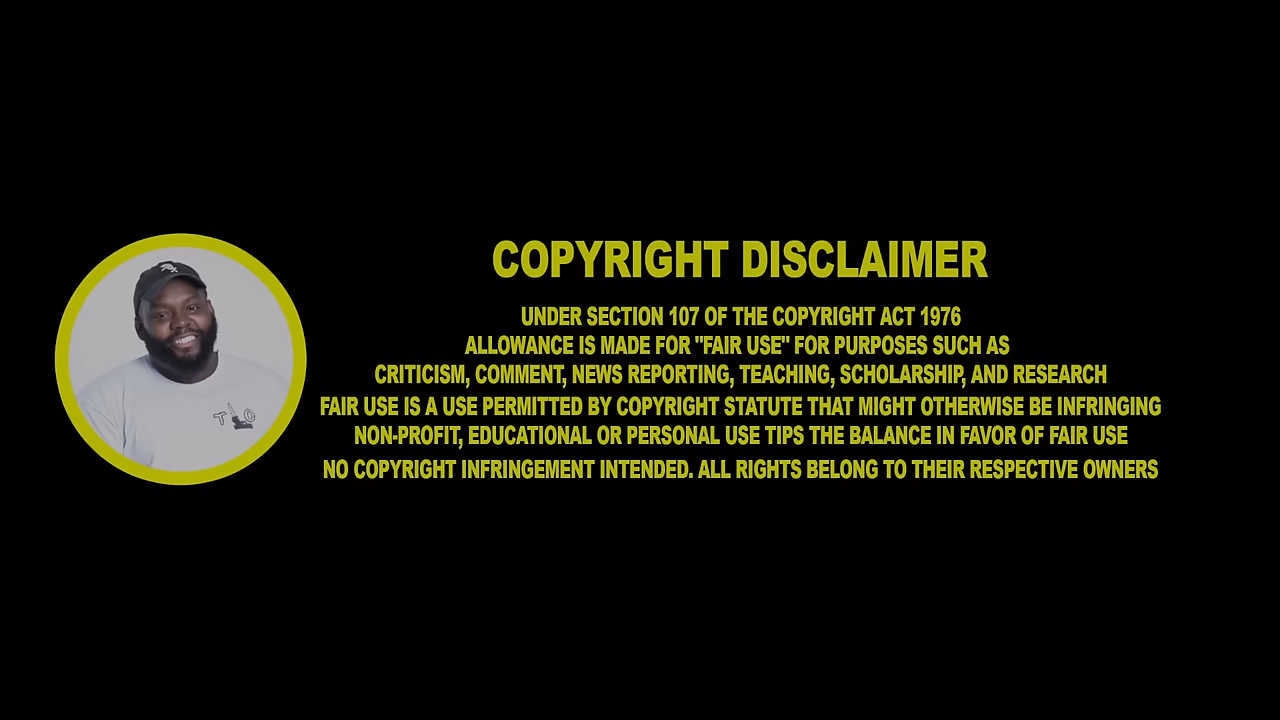 COPYRIGHT DISCLAIMER
UNDER SECTION 107 OF THE COPYRIGHT ACT 1976
ALLOWANCE IS MADE FOR "FAIR USE" FOR PURPOSES SUCH AS
CRITICISM, COMMENT, NEWS REPORTING, TEACHING, SCHOLARSHIP, AND RESEARCH
FAIR USE IS A USE PERMITTED BY COPYRIGHT STATUTE THAT MIGHT OTHERWISE BE INFRINGING
NON-PROFIT, EDUCATIONAL OR PERSONAL USE TIPS THE BALANCE IN FAVOR OF FAIR USE
NO COPYRIGHT INFRINGEMENT INTENDED. ALL RIGHTS BELONG TO THEIR RESPECTIVE OWNERS